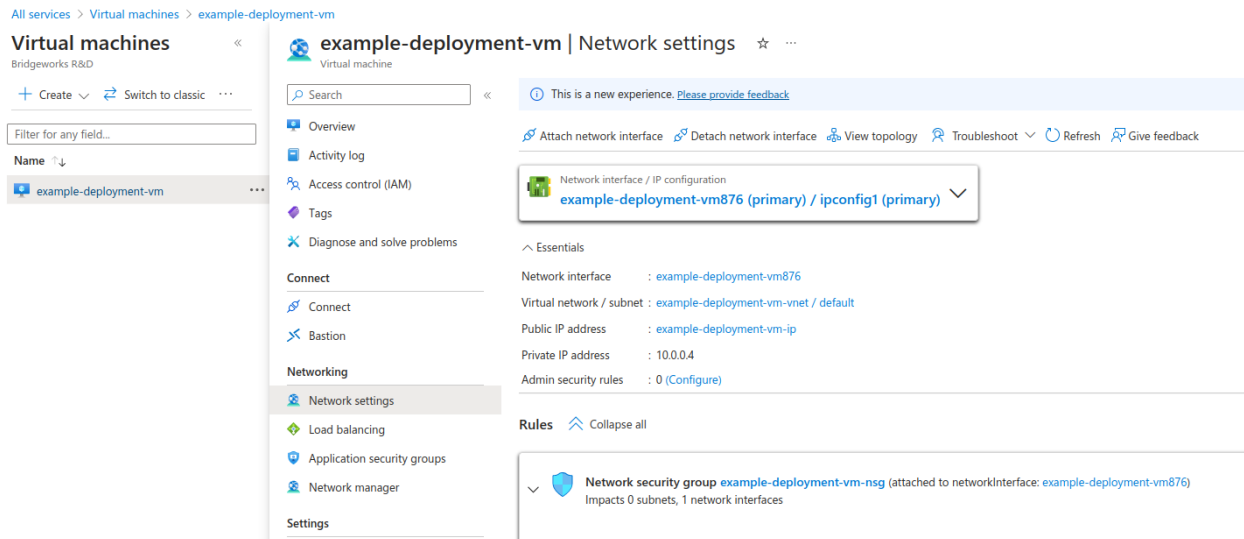 All services > Virtual machines > example-deployment-vm
Virtual machines
Bridgeworks R&D
Create
Switch to classic
Filter for any field...
Name
example-deployment-vm
example-deployment-vm | Network settings
Virtual machine
Search
Overview
Activity log
Access control (IAM)
Tags
Diagnose and solve problems
Connect
Connect
Bastion
Networking
Network settings
Load balancing
Application security groups
Network manager
Settings
This is a new experience. Please provide feedback
Attach network interface Detach network interface View topology Troubleshoot Refresh Give feedback
Network interface / IP configuration
example-deployment-vm876 (primary) / ipconfig1 (primary)
Essentials
Network interface : example-deployment-vm876
Virtual network / subnet : example-deployment-vm-vnet / default
Public IP address : example-deployment-vm-ip
Private IP address : 10.0.0.4
Admin security rules : 0 (Configure)
Rules Collapse all
Network security group example-deployment-vm-nsg (attached to networkInterface: example-deployment-vm876)
Impacts 0 subnets, 1 network interfaces